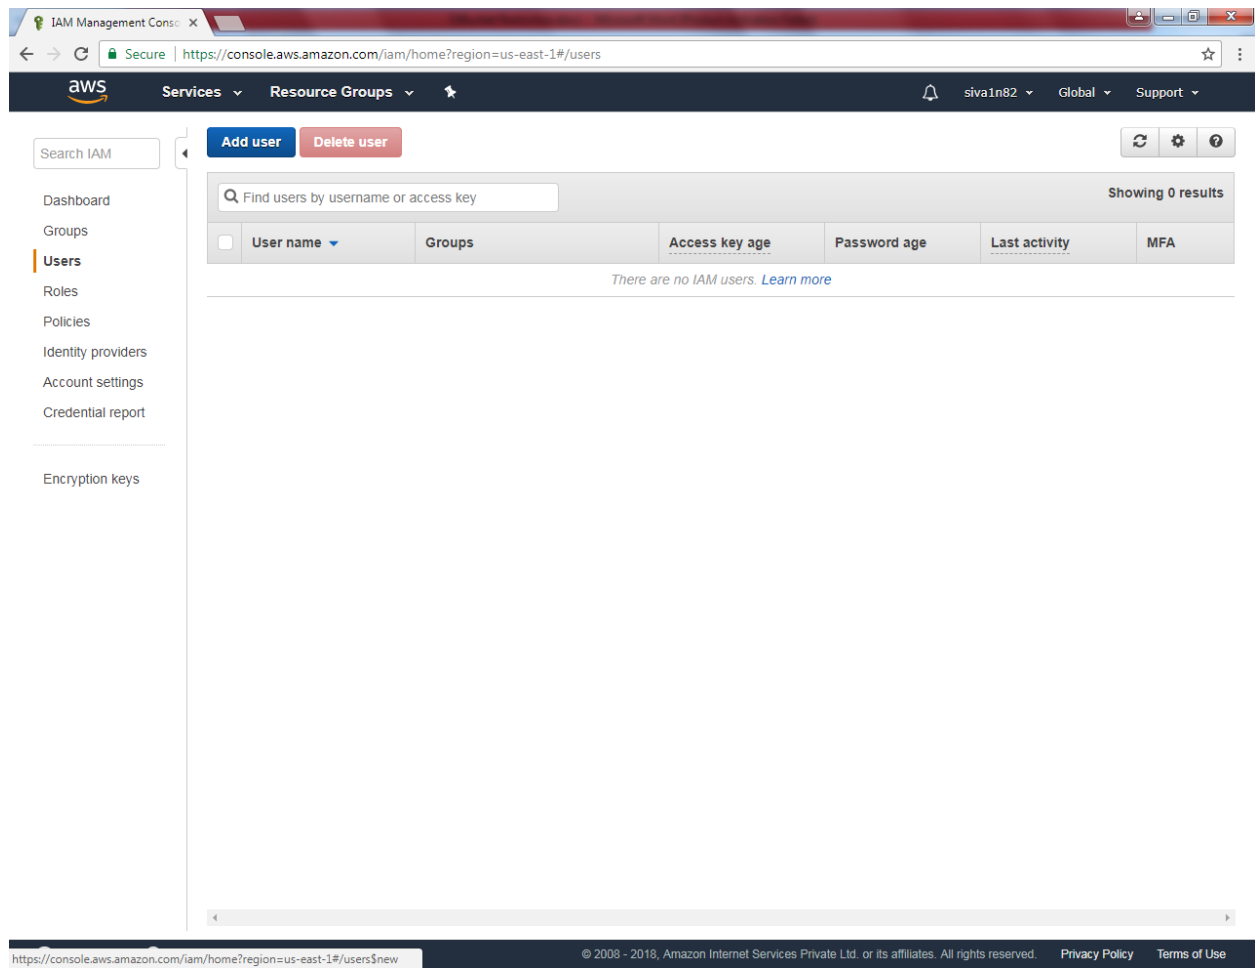 IAM Management Consc
Secure | https://console.aws.amazon.com/iam/home?region=us-east-1#/users
aws Services Resource Groups siva1n82 Global Support
Search IAM
Add user Delete user
Find users by username or access key Showing 0 results
User name Groups Access key age Password age Last activity MFA
There are no IAM users. Learn more
Dashboard
Groups
Users
Roles
Policies
Identity providers
Account settings
Credential report
Encryption keys
https://console.aws.amazon.com/iam/home?region=us-east-1#/users$new
© 2008 - 2018, Amazon Internet Services Private Ltd. or its affiliates. All rights reserved. Privacy Policy Terms of Use